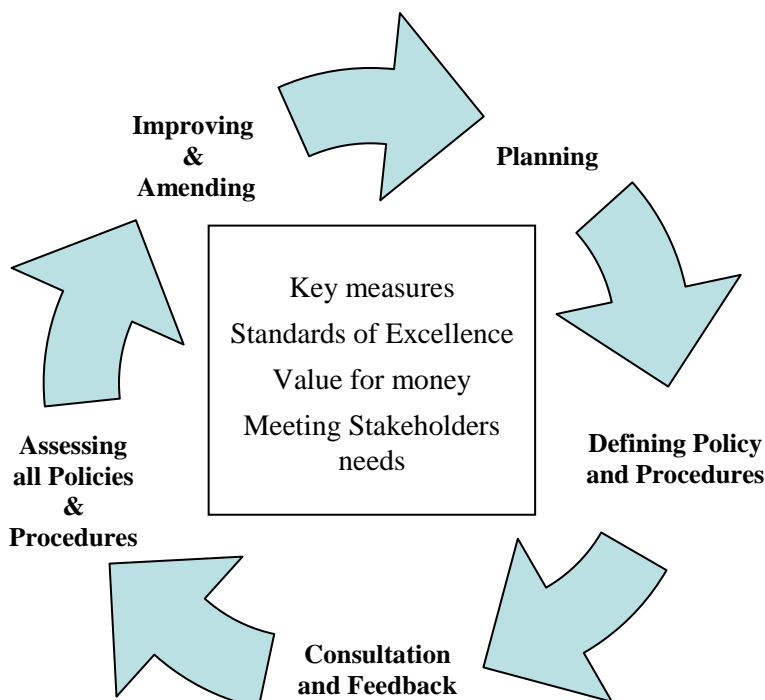 Improving
&
Amending
Planning
Key measures
Standards of Excellence
Value for money
Meeting Stakeholders
needs
Defining Policy
and Procedures
Assessing
all Policies
&
Procedures
Consultation
and Feedback